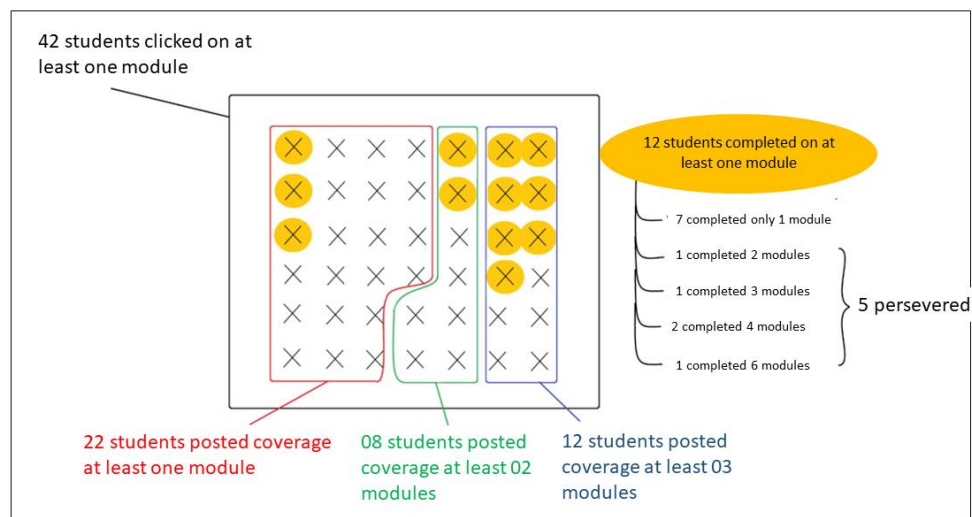 42 students clicked on at
least one module
12 students completed on at
least one module
7 completed only 1 module
1 completed 2 modules
1 completed 3 modules
2 completed 4 modules
1 completed 6 modules
5 persevered
22 students posted coverage
at least one module
08 students posted
coverage at least 02
modules
12 students posted
coverage at least 03
modules